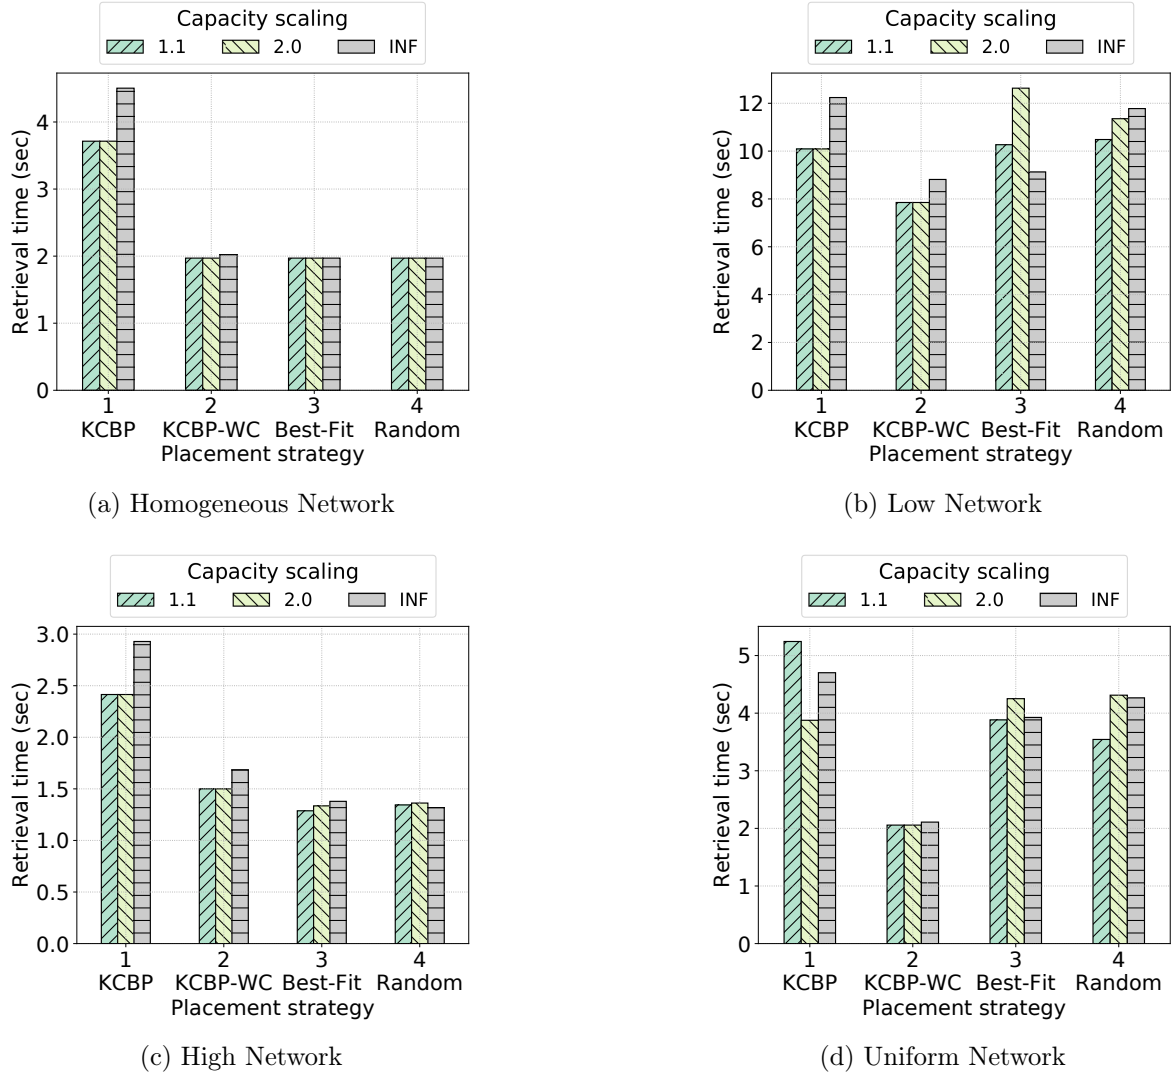 Capacity scaling
1.1 2.0 INF
Retrieval time (sec)
4
3
2
1
0
1 2 3 4
KCBP KCBP-WC Best-Fit Random
Placement strategy
(a) Homogeneous Network
Capacity scaling
1.1 2.0 INF
Retrieval time (sec)
12
10
8
6
4
2
0
1 2 3 4
KCBP KCBP-WC Best-Fit Random
Placement strategy
(b) Low Network
Capacity scaling
1.1 2.0 INF
Retrieval time (sec)
3.0
2.5
2.0
1.5
1.0
0.5
0.0
1 2 3 4
KCBP KCBP-WC Best-Fit Random
Placement strategy
(c) High Network
Capacity scaling
1.1 2.0 INF
Retrieval time (sec)
5
4
3
2
1
0
1 2 3 4
KCBP KCBP-WC Best-Fit Random
Placement strategy
(d) Uniform Network